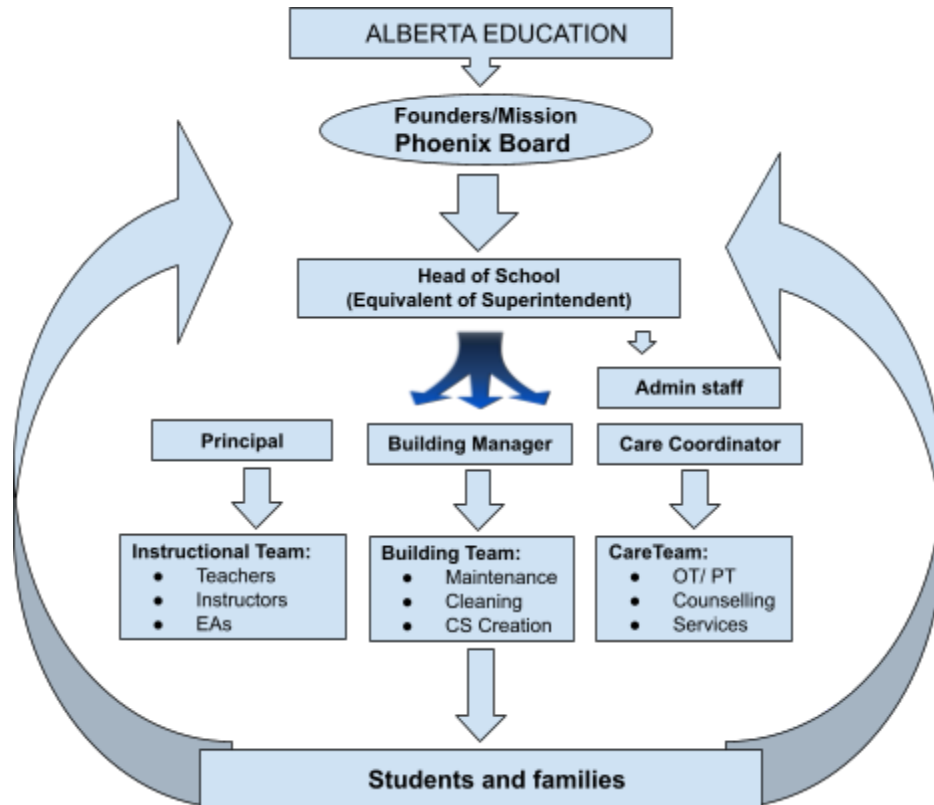 ALBERTA EDUCATION
Founders/Mission
Phoenix Board
Head of School
(Equivalent of Superintendent)
Admin staff
Principal
Building Manager
Care Coordinator
Instructional Team:
● Teachers
● Instructors
● EAs
Building Team:
● Maintenance
● Cleaning
● CS Creation
CareTeam:
● OT/ PT
● Counselling
● Services
Students and families